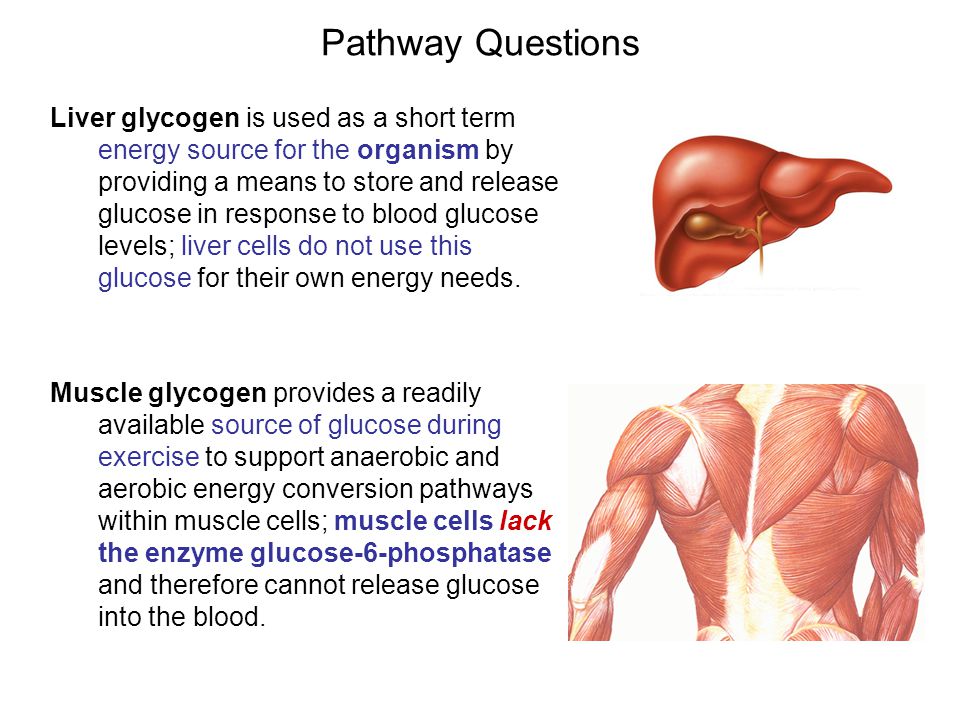 Pathway Questions
Liver glycogen is used as a short term
energy source for the organism by
providing a means to store and release
glucose in response to blood glucose
levels; liver cells do not use this
glucose for their own energy needs.
Muscle glycogen provides a readily
available source of glucose during
exercise to support anaerobic and
aerobic energy conversion pathways
within muscle cells; muscle cells lack
the enzyme glucose-6-phosphatase
and therefore cannot release glucose
into the blood.